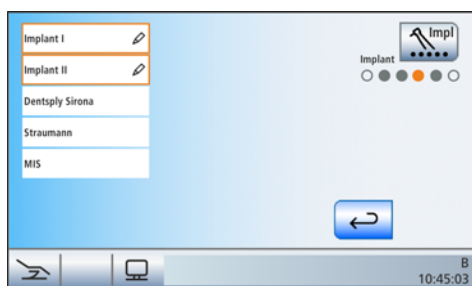 Implant I
Implant II
Dentsply Sirona
Straumann
MIS
Impl
Implant
B
10:45:03